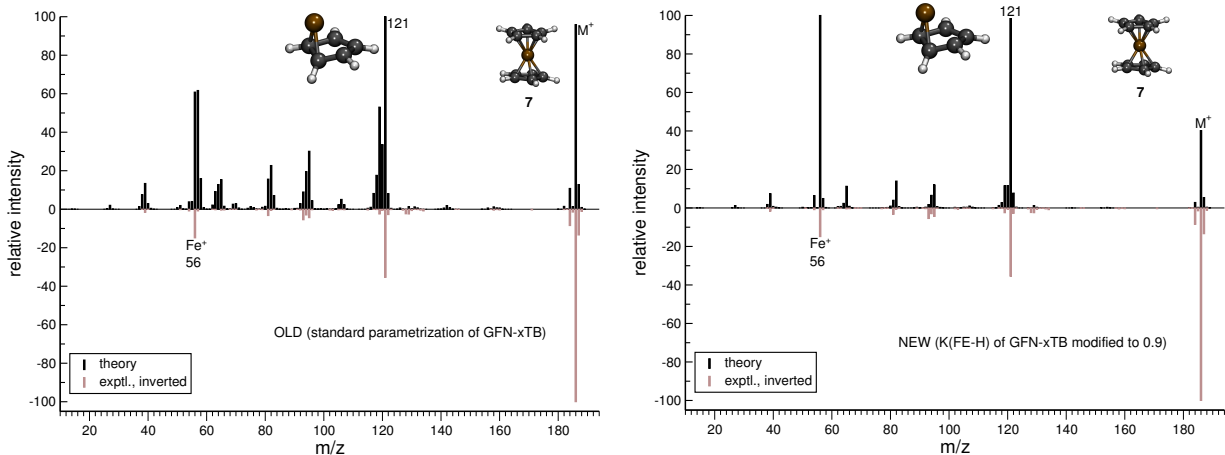 100
80
60
40
20
0
-20
-40
-60
-80
-100
relative intensity
121
M+
7
Fe+
56
OLD (standard parametrization of GFN-xTB)
theory
exptl., inverted
20 40 60 80 100 120 140 160 180
m/z
100
80
60
40
20
0
-20
-40
-60
-80
-100
relative intensity
121
7
M+
Fe+
56
NEW (K(FE-H) of GFN-xTB modified to 0.9)
theory
exptl., inverted
20 40 60 80 100 120 140 160 180
m/z